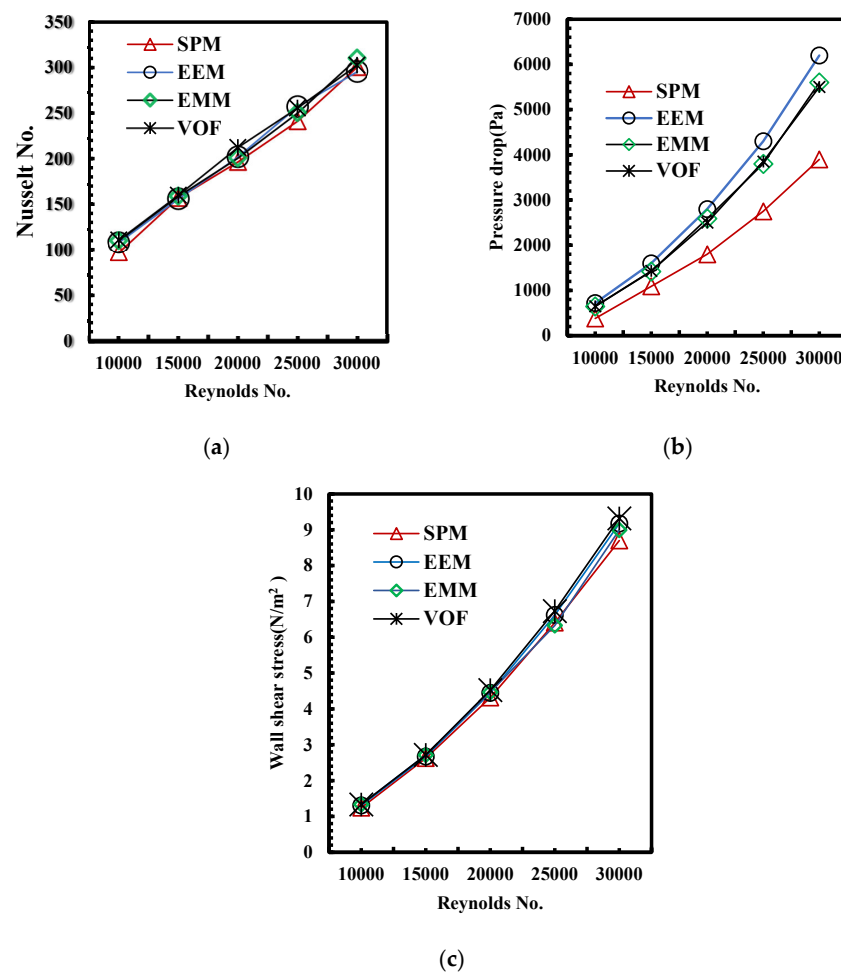 350
300
250
200
150
100
50
0
Nusselt No.
SPM
EEM
EMM
VOF
10000 15000 20000 25000 30000
Reynolds No.
(a)
7000
6000
5000
4000
3000
2000
1000
0
Pressure drop(Pa)
SPM
EEM
EMM
VOF
10000 15000 20000 25000 30000
Reynolds No.
(b)
10
9
8
7
6
5
4
3
2
1
0
Wall shear stress(N/m²)
SPM
EEM
EMM
VOF
10000 15000 20000 25000 30000
Reynolds No.
(c)